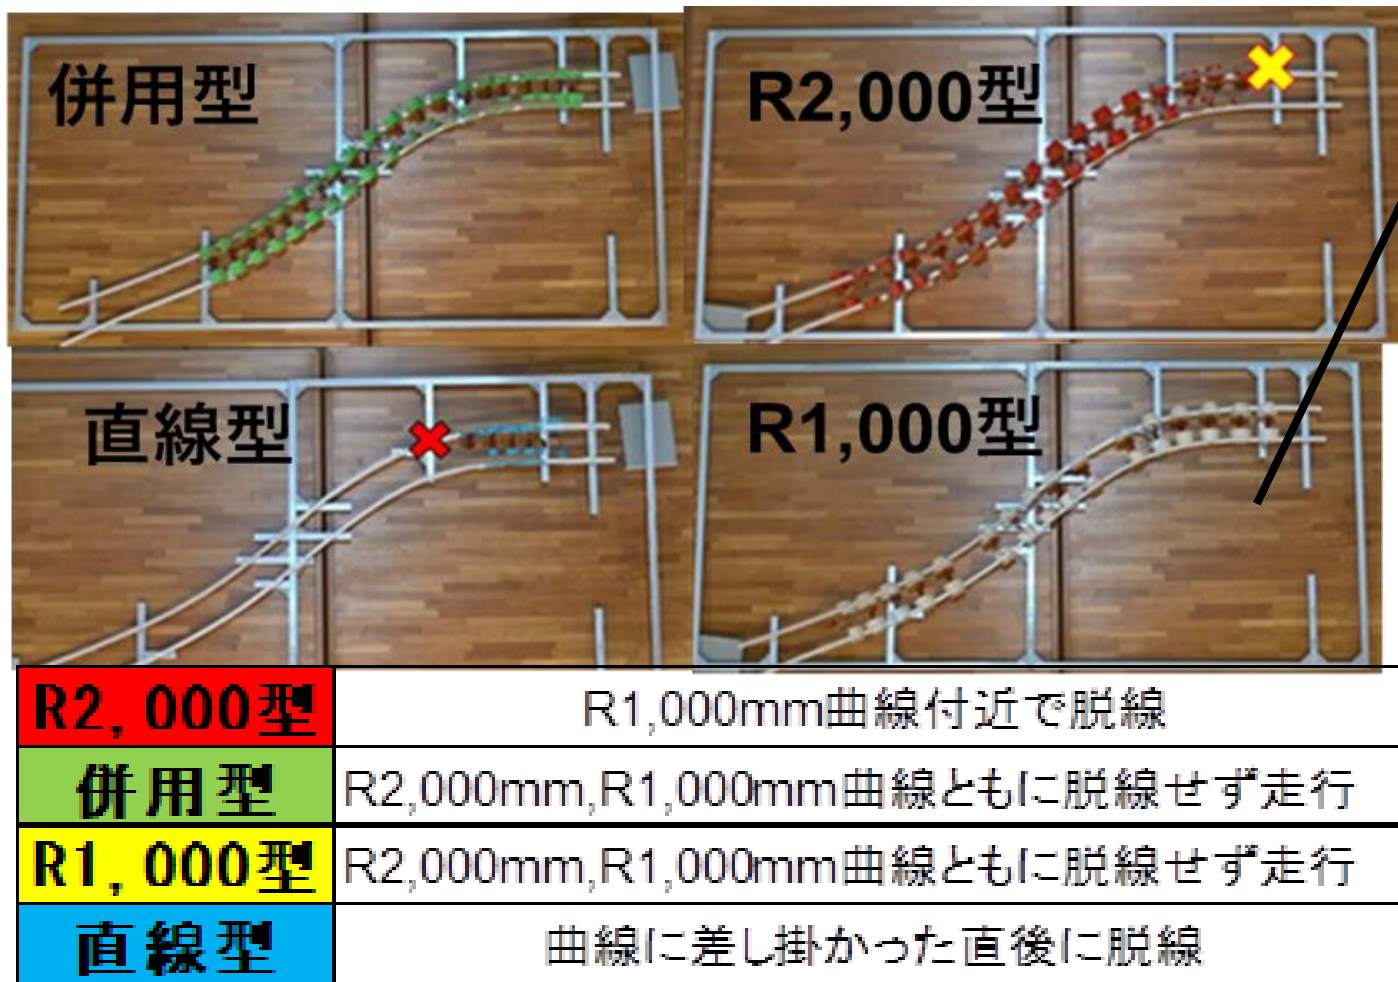 併用型
R2,000型
直線型
R1,000型
R2,000型 R1,000mm曲線付近で脱線
併用型 R2,000mm,R1,000mm曲線ともに脱線せず走行
R1,000型 R2,000mm,R1,000mm曲線ともに脱線せず走行
直線型 曲線に差し掛かった直後に脱線